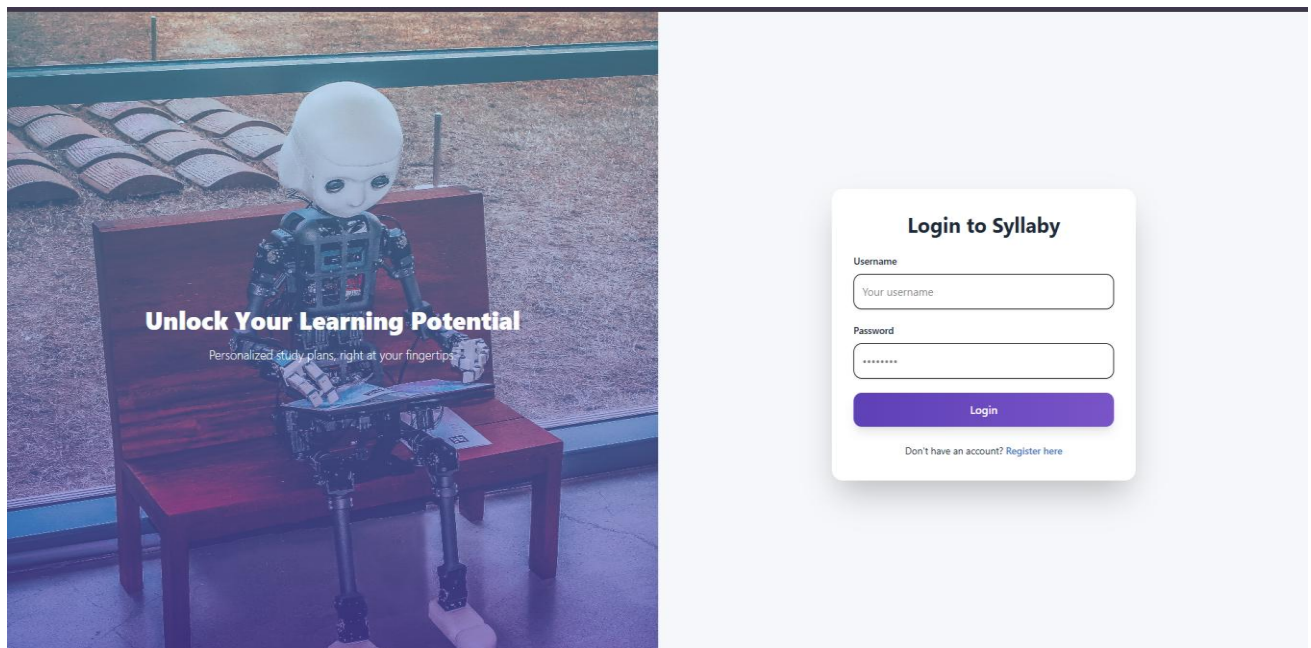 Unlock Your Learning Potential
Personalized study plans, right at your fingertips.
Login to Syllaby
Username
Your username
Password
••••••••
Login
Don't have an account? Register here